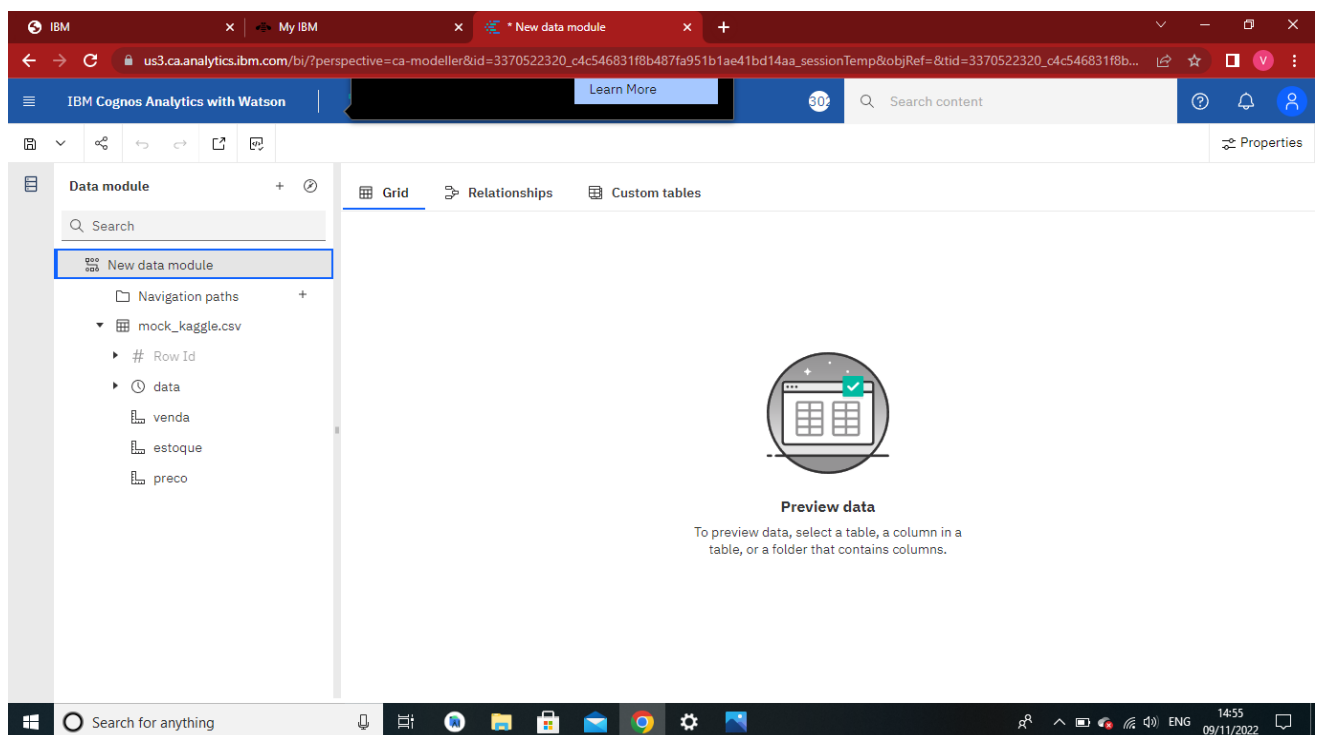 IBM
My IBM
* New data module
us3.ca.analytics.ibm.com/bi/?perspective=ca-modeller&id=3370522320_c4c546831f8b487fa951b1ae41bd14aa_sessionTemp&objRef=&tid=3370522320_c4c546831f8b...
V
IBM Cognos Analytics with Watson
Learn More
302
Search content
Properties
Data module
Grid
Relationships
Custom tables
Search
New data module
Navigation paths
mock_kaggle.csv
# Row Id
data
venda
estoque
preco
Preview data
To preview data, select a table, a column in a
table, or a folder that contains columns.
Search for anything
ENG
14:55
09/11/2022